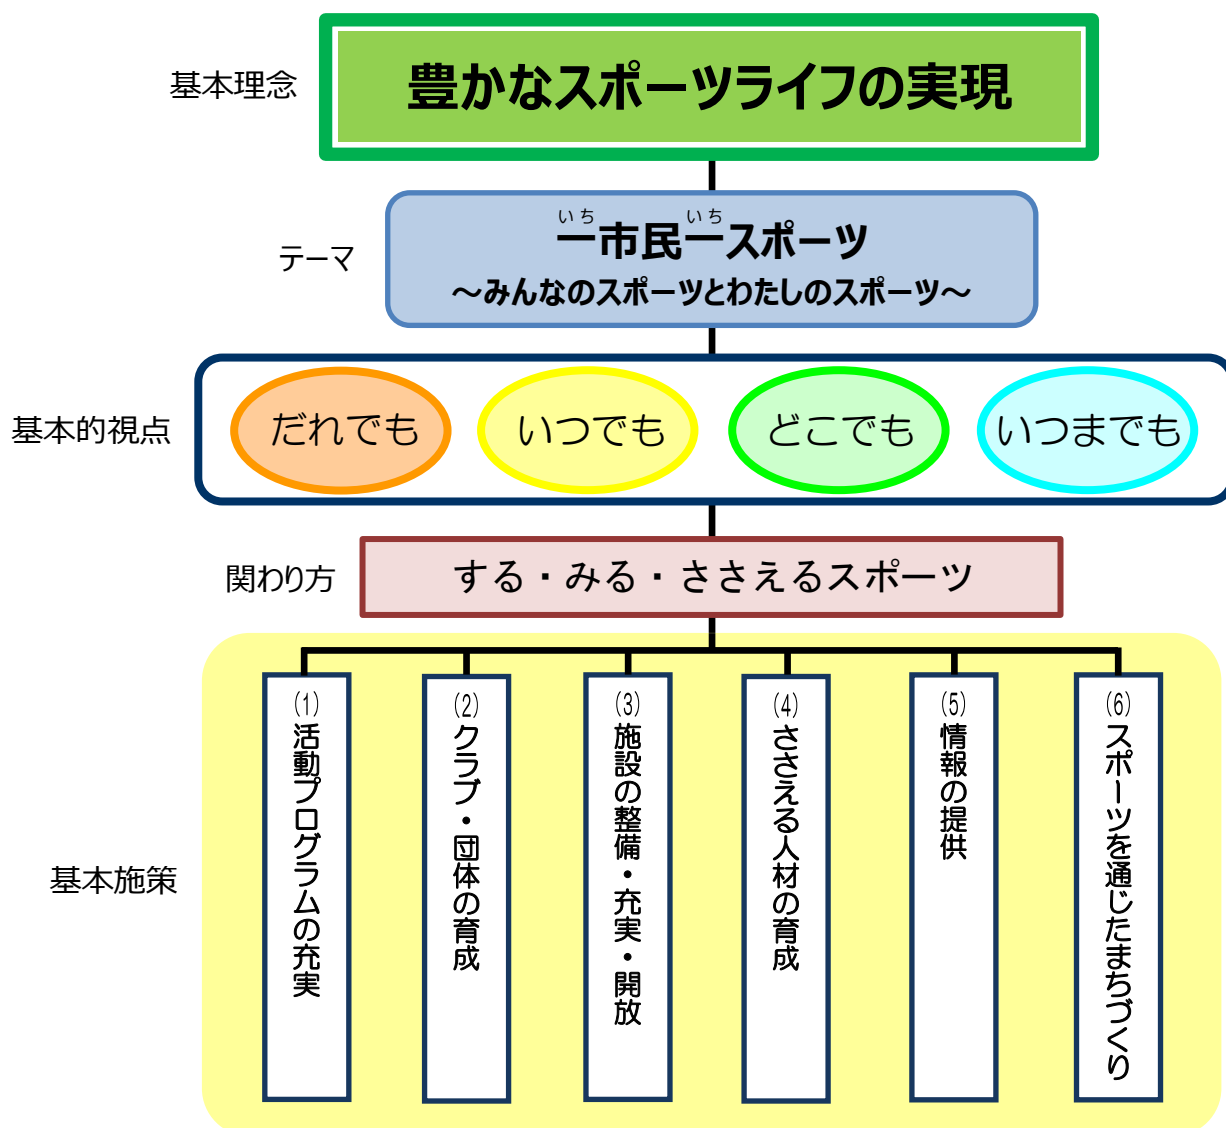 基本理念
豊かなスポーツライフの実現
テーマ
いち いち
一市民一スポーツ
～みんなのスポーツとわたしのスポーツ～
基本的視点
だれでも
いつでも
どこでも
いつまでも
関わり方
する・みる・ささえるスポーツ
基本施策
(1)活動プログラムの充実
(2)クラブ・団体の育成
(3)施設の整備・充実・開放
(4)ささえる人材の育成
(5)情報の提供
(6)スポーツを通じたまちづくり